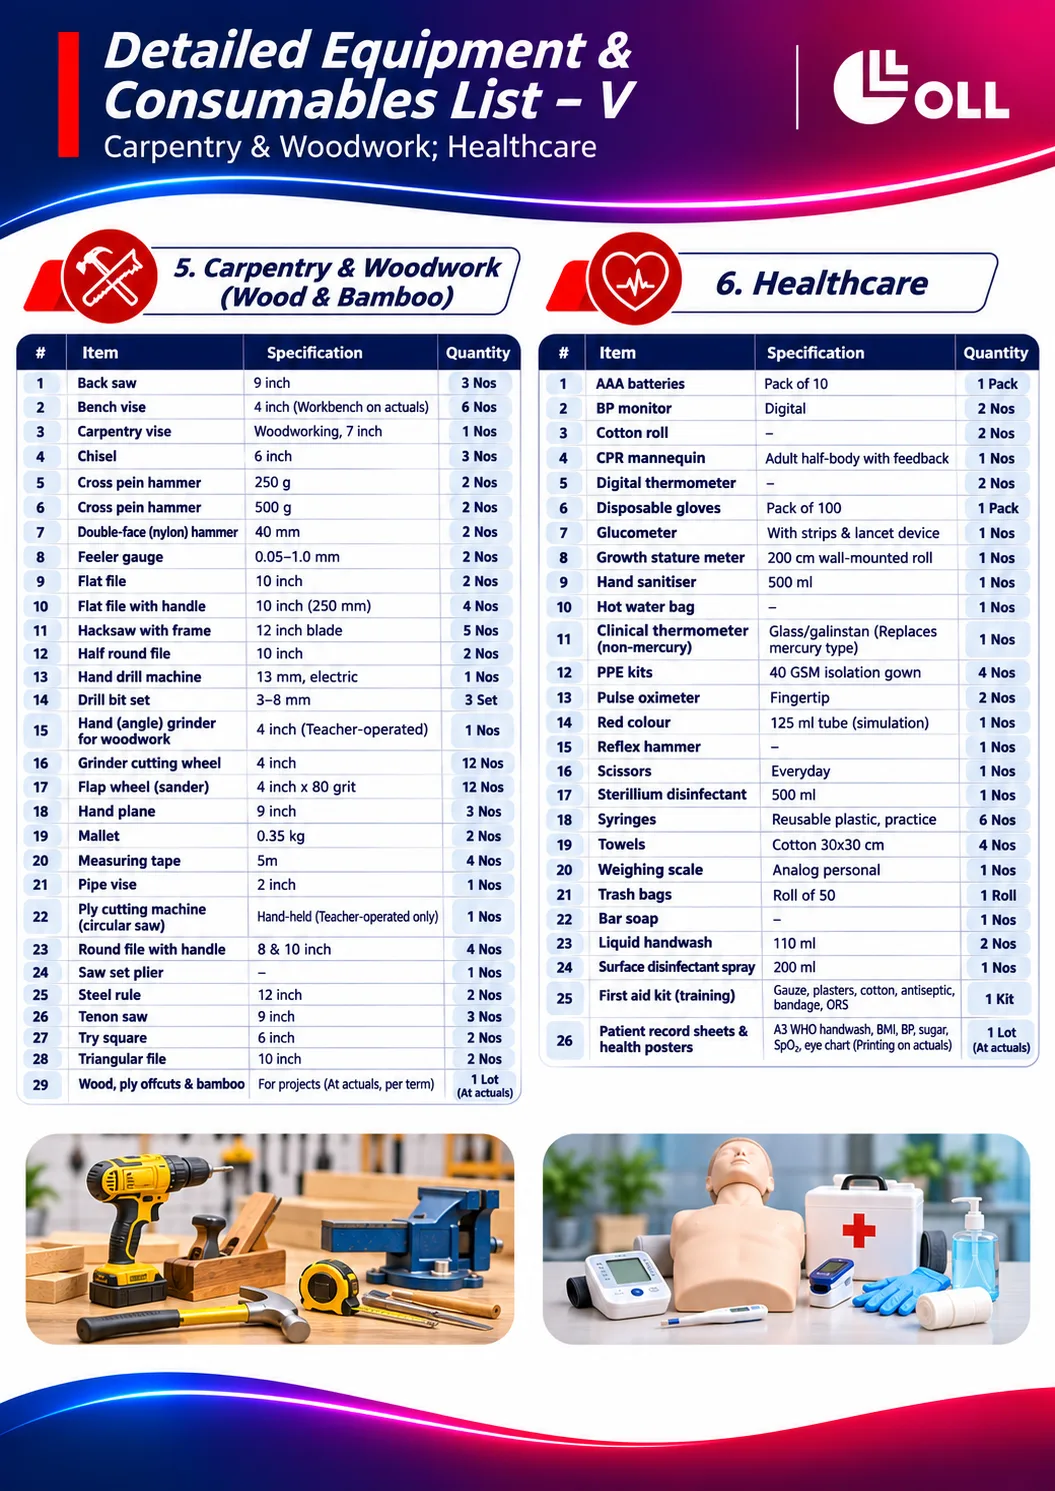 Detailed Equipment &
Consumables List – V
Carpentry & Woodwork; Healthcare
OLL
5. Carpentry & Woodwork
(Wood & Bamboo)
# Item Specification Quantity
1 Back saw 9 inch 3 Nos
2 Bench vise 4 inch (Workbench on actuals) 6 Nos
3 Carpentry vise Woodworking, 7 inch 1 Nos
4 Chisel 6 inch 3 Nos
5 Cross pein hammer 250 g 2 Nos
6 Cross pein hammer 500 g 2 Nos
7 Double-face (nylon) hammer 40 mm 2 Nos
8 Feeler gauge 0.05–1.0 mm 2 Nos
9 Flat file 10 inch 2 Nos
10 Flat file with handle 10 inch (250 mm) 4 Nos
11 Hacksaw with frame 12 inch blade 5 Nos
12 Half round file 10 inch 2 Nos
13 Hand drill machine 13 mm, electric 1 Nos
14 Drill bit set 3–8 mm 3 Set
15 Hand (angle) grinder
for woodwork 4 inch (Teacher-operated) 1 Nos
16 Grinder cutting wheel 4 inch 12 Nos
17 Flap wheel (sander) 4 inch x 80 grit 12 Nos
18 Hand plane 9 inch 3 Nos
19 Mallet 0.35 kg 2 Nos
20 Measuring tape 5m 4 Nos
21 Pipe vise 2 inch 1 Nos
22 Ply cutting machine
(circular saw) Hand-held (Teacher-operated only) 1 Nos
23 Round file with handle 8 & 10 inch 4 Nos
24 Saw set plier – 1 Nos
25 Steel rule 12 inch 2 Nos
26 Tenon saw 9 inch 3 Nos
27 Try square 6 inch 2 Nos
28 Triangular file 10 inch 2 Nos
29 Wood, ply offcuts & bamboo For projects (At actuals, per term) 1 Lot
(At actuals)
6. Healthcare
# Item Specification Quantity
1 AAA batteries Pack of 10 1 Pack
2 BP monitor Digital 2 Nos
3 Cotton roll – 2 Nos
4 CPR mannequin Adult half-body with feedback 1 Nos
5 Digital thermometer – 2 Nos
6 Disposable gloves Pack of 100 1 Pack
7 Glucometer With strips & lancet device 1 Nos
8 Growth stature meter 200 cm wall-mounted roll 1 Nos
9 Hand sanitiser 500 ml 1 Nos
10 Hot water bag – 1 Nos
11 Clinical thermometer
(non-mercury) Glass/galinstan (Replaces
mercury type) 1 Nos
12 PPE kits 40 GSM isolation gown 4 Nos
13 Pulse oximeter Fingertip 2 Nos
14 Red colour 125 ml tube (simulation) 1 Nos
15 Reflex hammer – 1 Nos
16 Scissors Everyday 1 Nos
17 Sterillium disinfectant 500 ml 1 Nos
18 Syringes Reusable plastic, practice 6 Nos
19 Towels Cotton 30x30 cm 4 Nos
20 Weighing scale Analog personal 1 Nos
21 Trash bags Roll of 50 1 Roll
22 Bar soap – 1 Nos
23 Liquid handwash 110 ml 2 Nos
24 Surface disinfectant spray 200 ml 1 Nos
25 First aid kit (training) Gauze, plasters, cotton, antiseptic,
bandage, ORS 1 Kit
26 Patient record sheets &
health posters A3 WHO handwash, BMI, BP, sugar,
SpO₂, eye chart (Printing on actuals) 1 Lot
(At actuals)